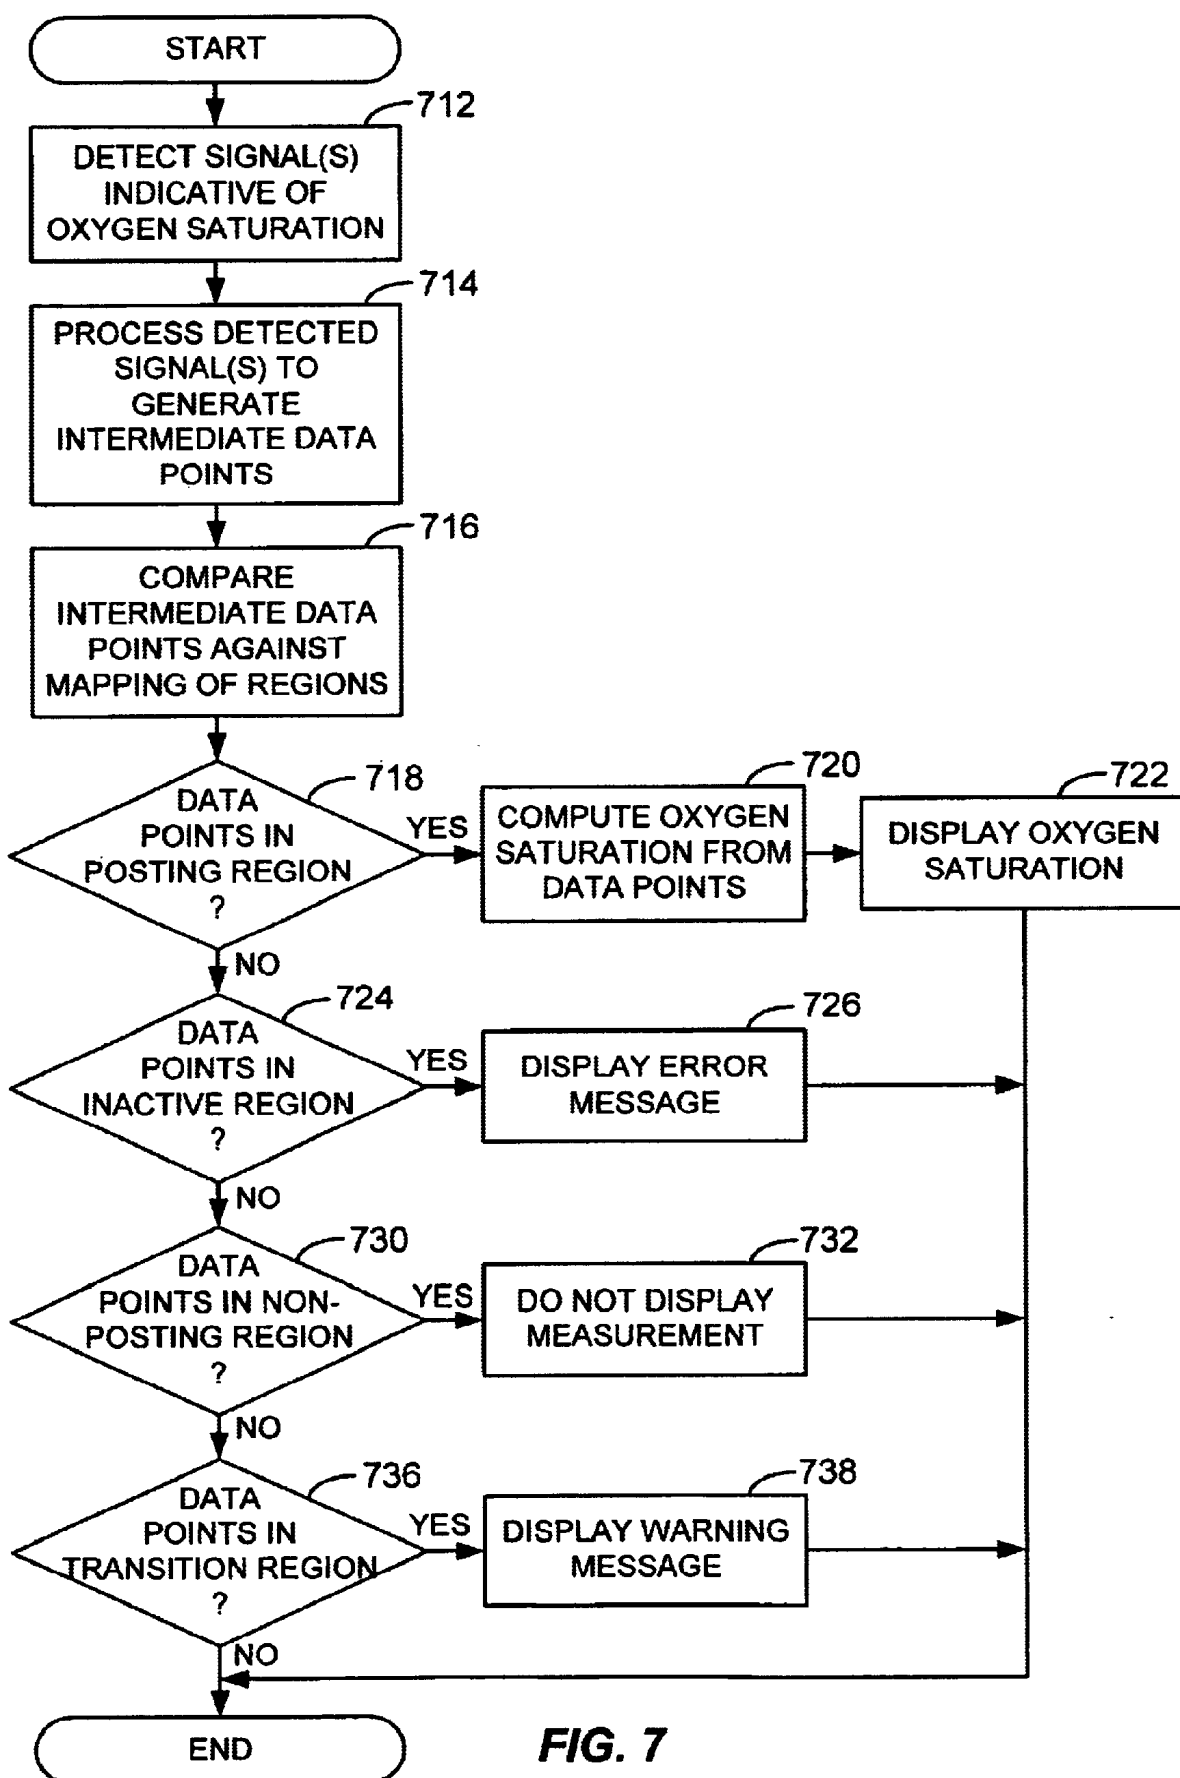 START
712
DETECT SIGNAL(S)
INDICATIVE OF
OXYGEN SATURATION
714
PROCESS DETECTED
SIGNAL(S) TO
GENERATE
INTERMEDIATE DATA
POINTS
716
COMPARE
INTERMEDIATE DATA
POINTS AGAINST
MAPPING OF REGIONS
718
DATA
POINTS IN
POSTING REGION
?
YES
720
COMPUTE OXYGEN
SATURATION FROM
DATA POINTS
722
DISPLAY OXYGEN
SATURATION
NO
724
DATA
POINTS IN
INACTIVE REGION
?
YES
726
DISPLAY ERROR
MESSAGE
NO
730
DATA
POINTS IN NON-
POSTING REGION
?
YES
732
DO NOT DISPLAY
MEASUREMENT
NO
736
DATA
POINTS IN
TRANSITION REGION
?
YES
738
DISPLAY WARNING
MESSAGE
NO
END
FIG. 7